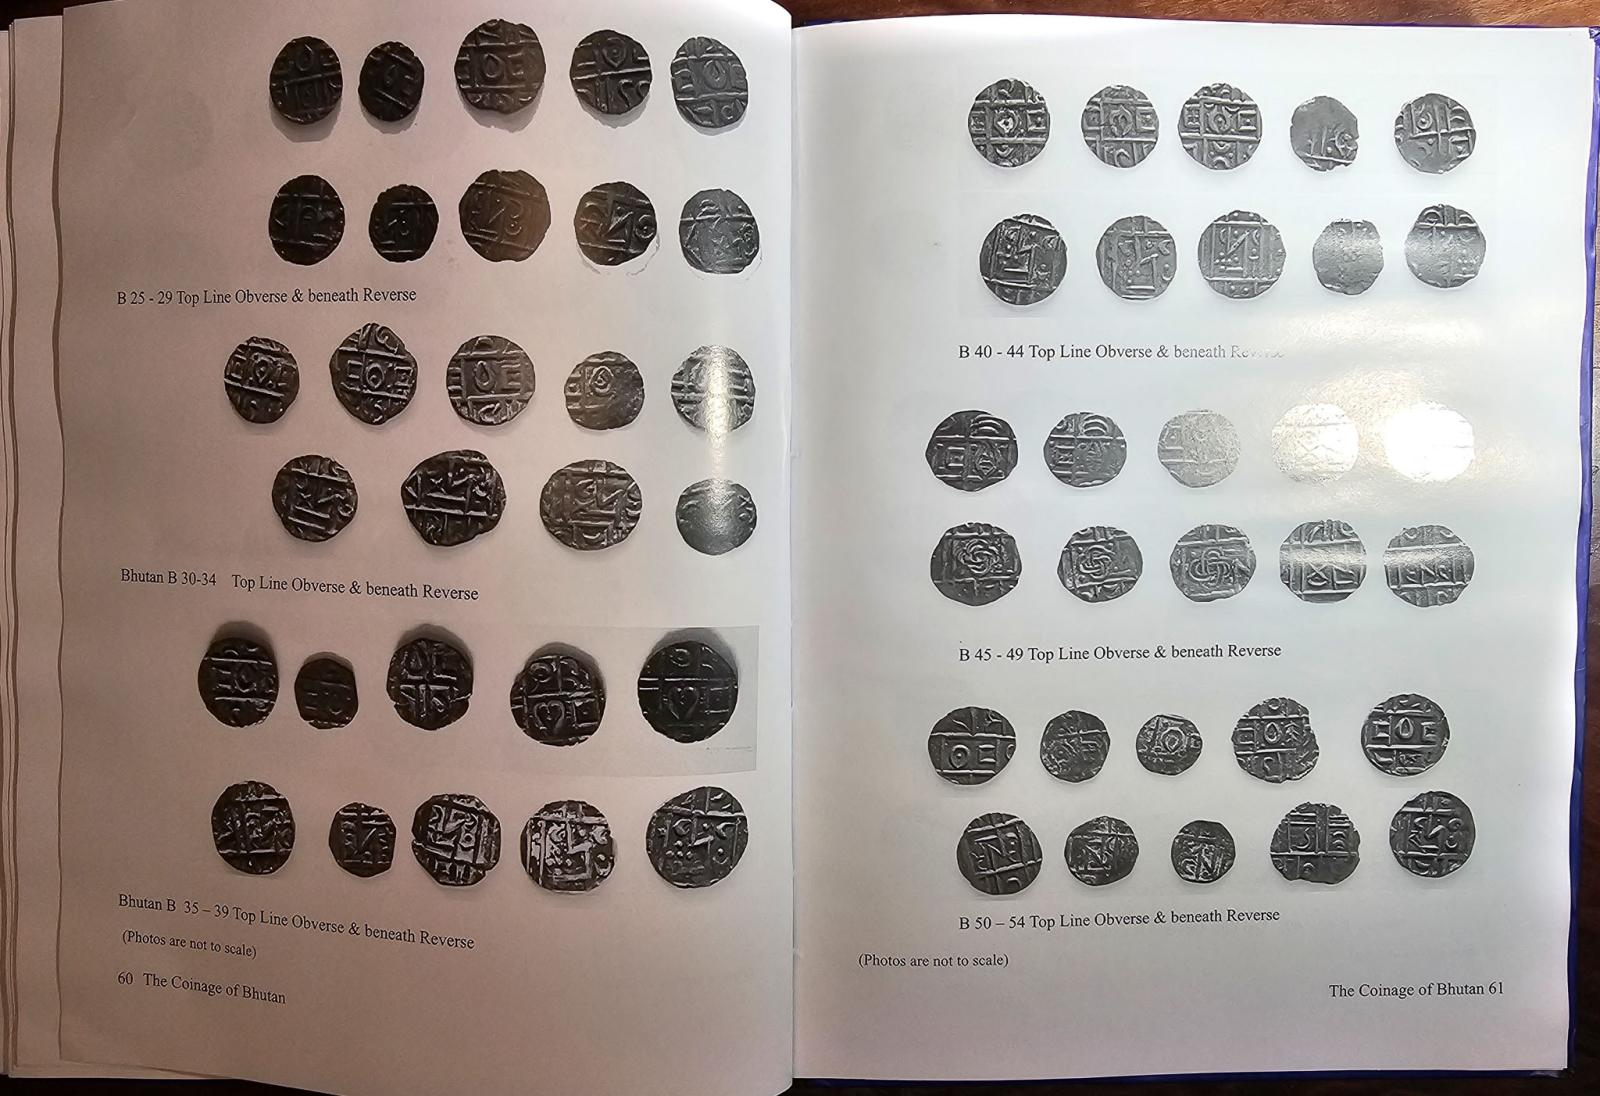 B 25 - 29 Top Line Obverse & beneath Reverse
Bhutan B 30-34 Top Line Obverse & beneath Reverse
Bhutan B 35 – 39 Top Line Obverse & beneath Reverse
(Photos are not to scale)
60 The Coinage of Bhutan
B 40 - 44 Top Line Obverse & beneath Reverse
B 45 - 49 Top Line Obverse & beneath Reverse
B 50 – 54 Top Line Obverse & beneath Reverse
(Photos are not to scale)
The Coinage of Bhutan 61